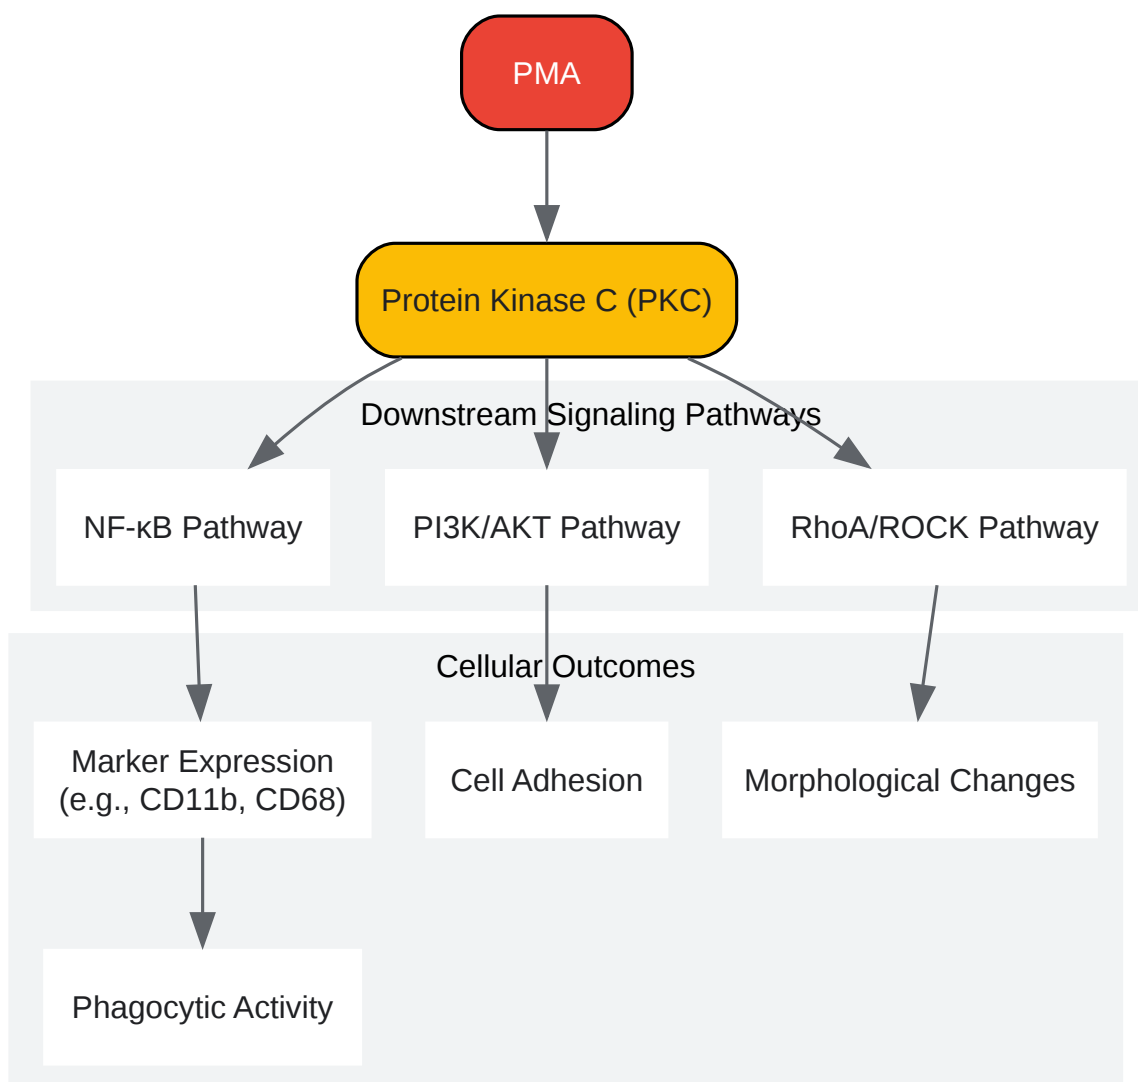 PMA
Protein Kinase C (PKC)
Downstream Signaling Pathways
NF-κB Pathway
PI3K/AKT Pathway
RhoA/ROCK Pathway
Cellular Outcomes
Marker Expression
(e.g., CD11b, CD68)
Cell Adhesion
Morphological Changes
Phagocytic Activity